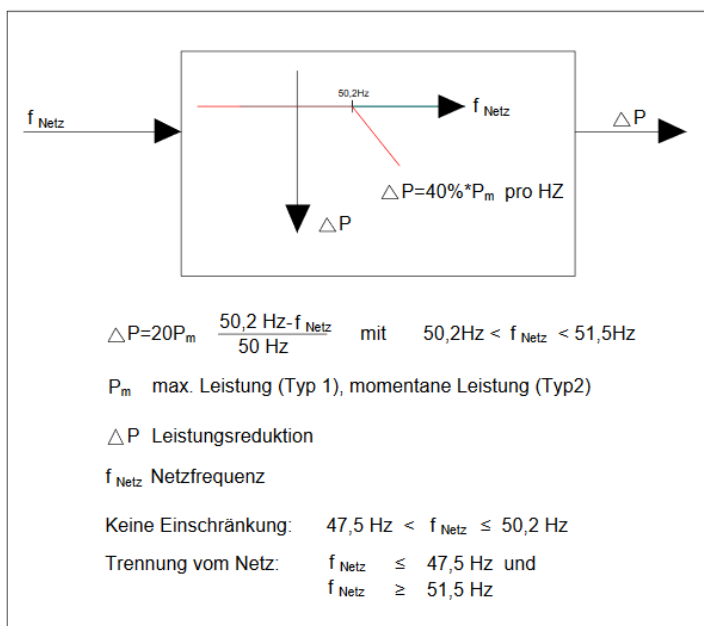 50,2Hz
f Netz
f Netz
△P
△P=40%*Pm pro HZ
△P
△P=20Pm 50,2 Hz-f Netz / 50 Hz mit 50,2Hz < f Netz < 51,5Hz
Pm max. Leistung (Typ 1), momentane Leistung (Typ2)
△P Leistungsreduktion
f Netz Netzfrequenz
Keine Einschränkung: 47,5 Hz < f Netz ≤ 50,2 Hz
Trennung vom Netz: f Netz ≤ 47,5 Hz und
f Netz ≥ 51,5 Hz